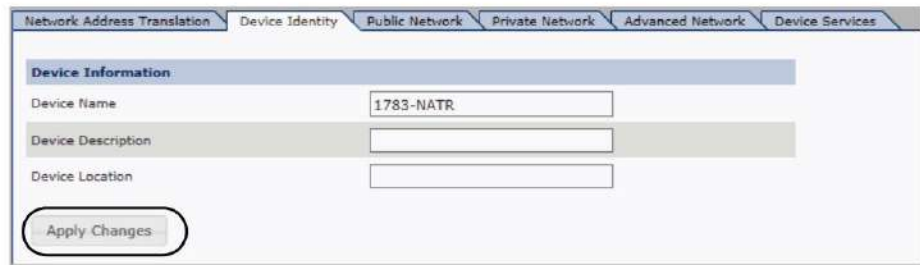 Network Address Translation Device Identity Public Network Private Network Advanced Network Device Services
Device Information
Device Name 1783-NATR
Device Description
Device Location
Apply Changes